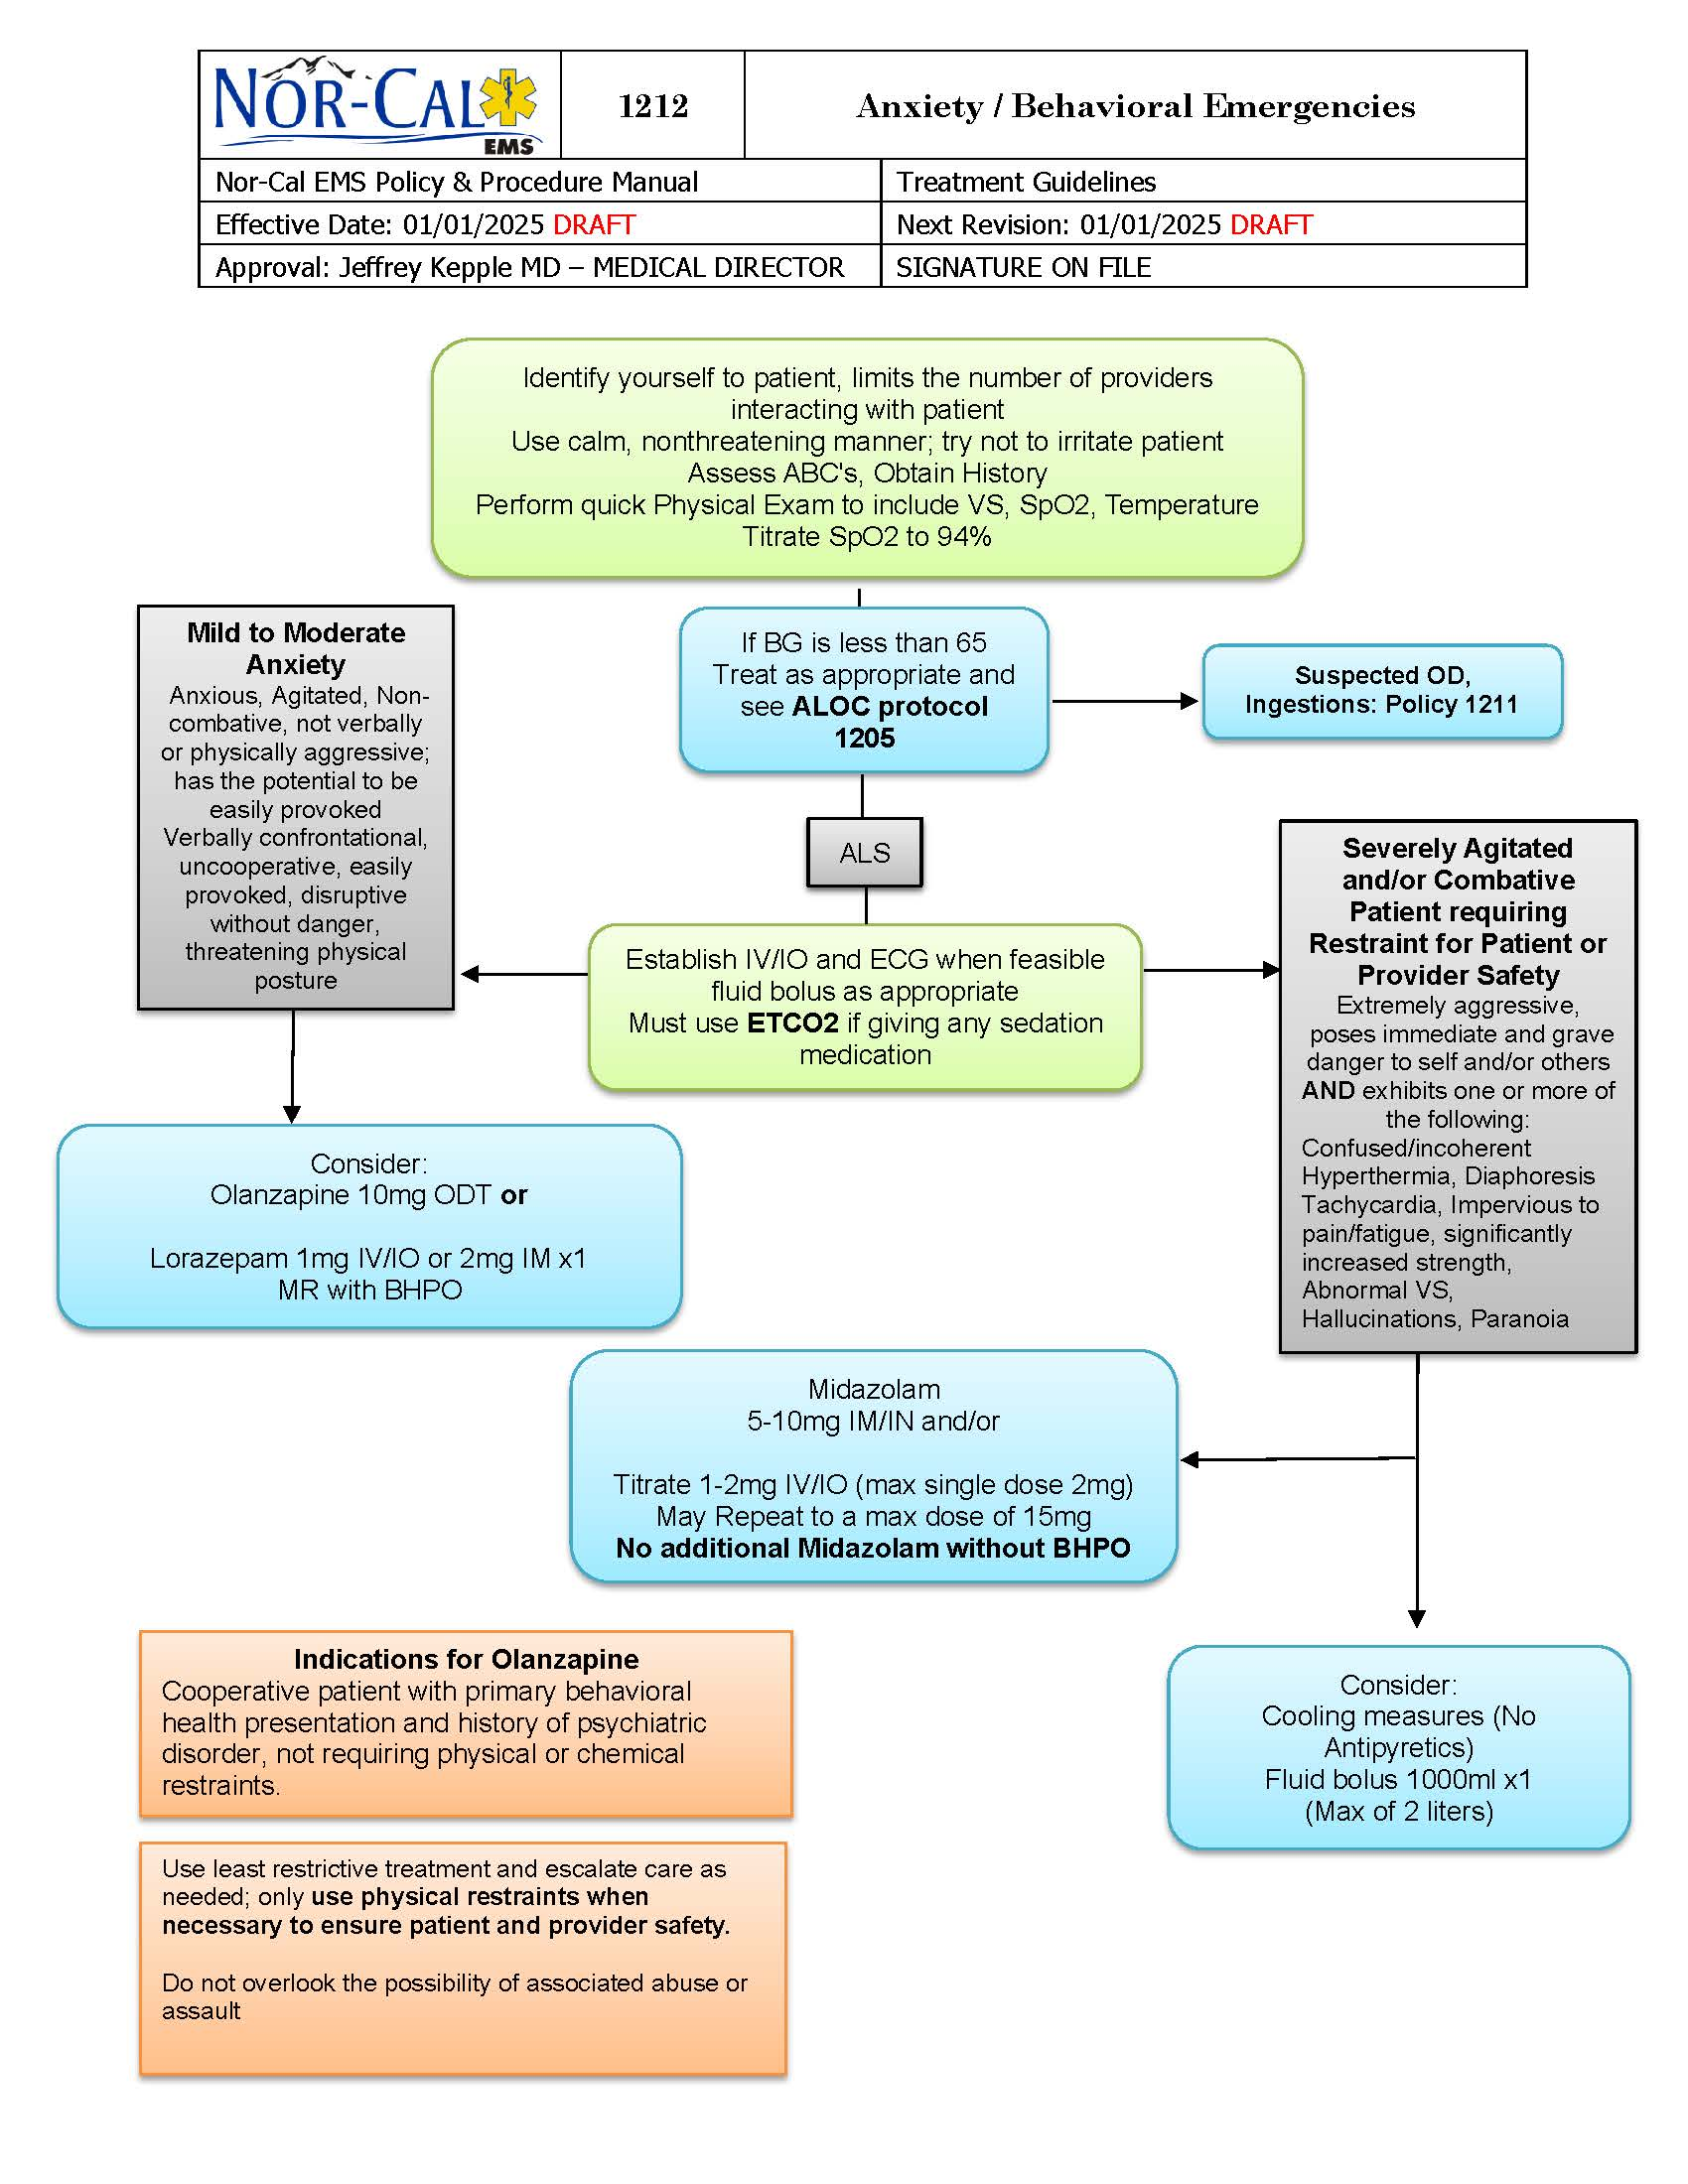 NOR-CAL
EMS
1212
Anxiety / Behavioral Emergencies
Nor-Cal EMS Policy & Procedure Manual
Treatment Guidelines
Effective Date: 01/01/2025 DRAFT
Next Revision: 01/01/2025 DRAFT
Approval: Jeffrey Kepple MD – MEDICAL DIRECTOR
SIGNATURE ON FILE
Identify yourself to patient, limits the number of providers
interacting with patient
Use calm, nonthreatening manner; try not to irritate patient
Assess ABC's, Obtain History
Perform quick Physical Exam to include VS, SpO2, Temperature
Titrate SpO2 to 94%
If BG is less than 65
Treat as appropriate and
see ALOC protocol
1205
Suspected OD,
Ingestions: Policy 1211
ALS
Establish IV/IO and ECG when feasible
fluid bolus as appropriate
Must use ETCO2 if giving any sedation
medication
Mild to Moderate
Anxiety
Anxious, Agitated, Non-
combative, not verbally
or physically aggressive;
has the potential to be
easily provoked
Verbally confrontational,
uncooperative, easily
provoked, disruptive
without danger,
threatening physical
posture
Consider:
Olanzapine 10mg ODT or
Lorazepam 1mg IV/IO or 2mg IM x1
MR with BHPO
Severely Agitated
and/or Combative
Patient requiring
Restraint for Patient or
Provider Safety
Extremely aggressive,
poses immediate and grave
danger to self and/or others
AND exhibits one or more of
the following:
Confused/incoherent
Hyperthermia, Diaphoresis
Tachycardia, Impervious to
pain/fatigue, significantly
increased strength,
Abnormal VS,
Hallucinations, Paranoia
Midazolam
5-10mg IM/IN and/or
Titrate 1-2mg IV/IO (max single dose 2mg)
May Repeat to a max dose of 15mg
No additional Midazolam without BHPO
Consider:
Cooling measures (No
Antipyretics)
Fluid bolus 1000ml x1
(Max of 2 liters)
Indications for Olanzapine
Cooperative patient with primary behavioral
health presentation and history of psychiatric
disorder, not requiring physical or chemical
restraints.
Use least restrictive treatment and escalate care as
needed; only use physical restraints when
necessary to ensure patient and provider safety.
Do not overlook the possibility of associated abuse or
assault